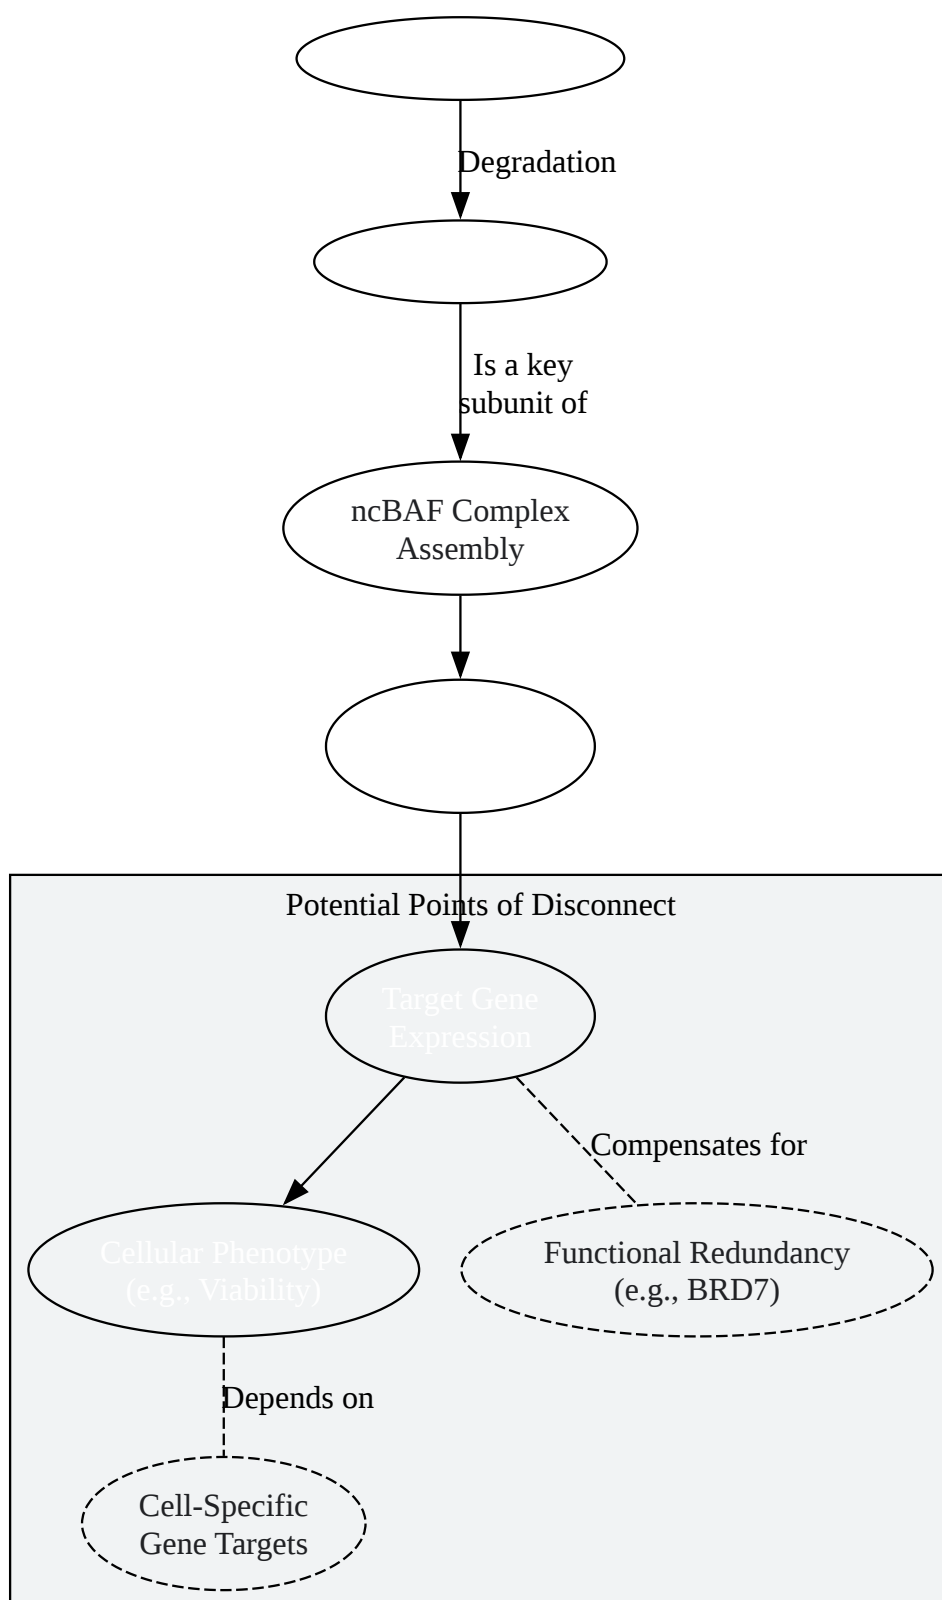 Degradation
Is a key
subunit of
ncBAF Complex
Assembly
Potential Points of Disconnect
Target Gene
Expression
Compensates for
Cellular Phenotype
(e.g., Viability)
Functional Redundancy
(e.g., BRD7)
Depends on
Cell-Specific
Gene Targets